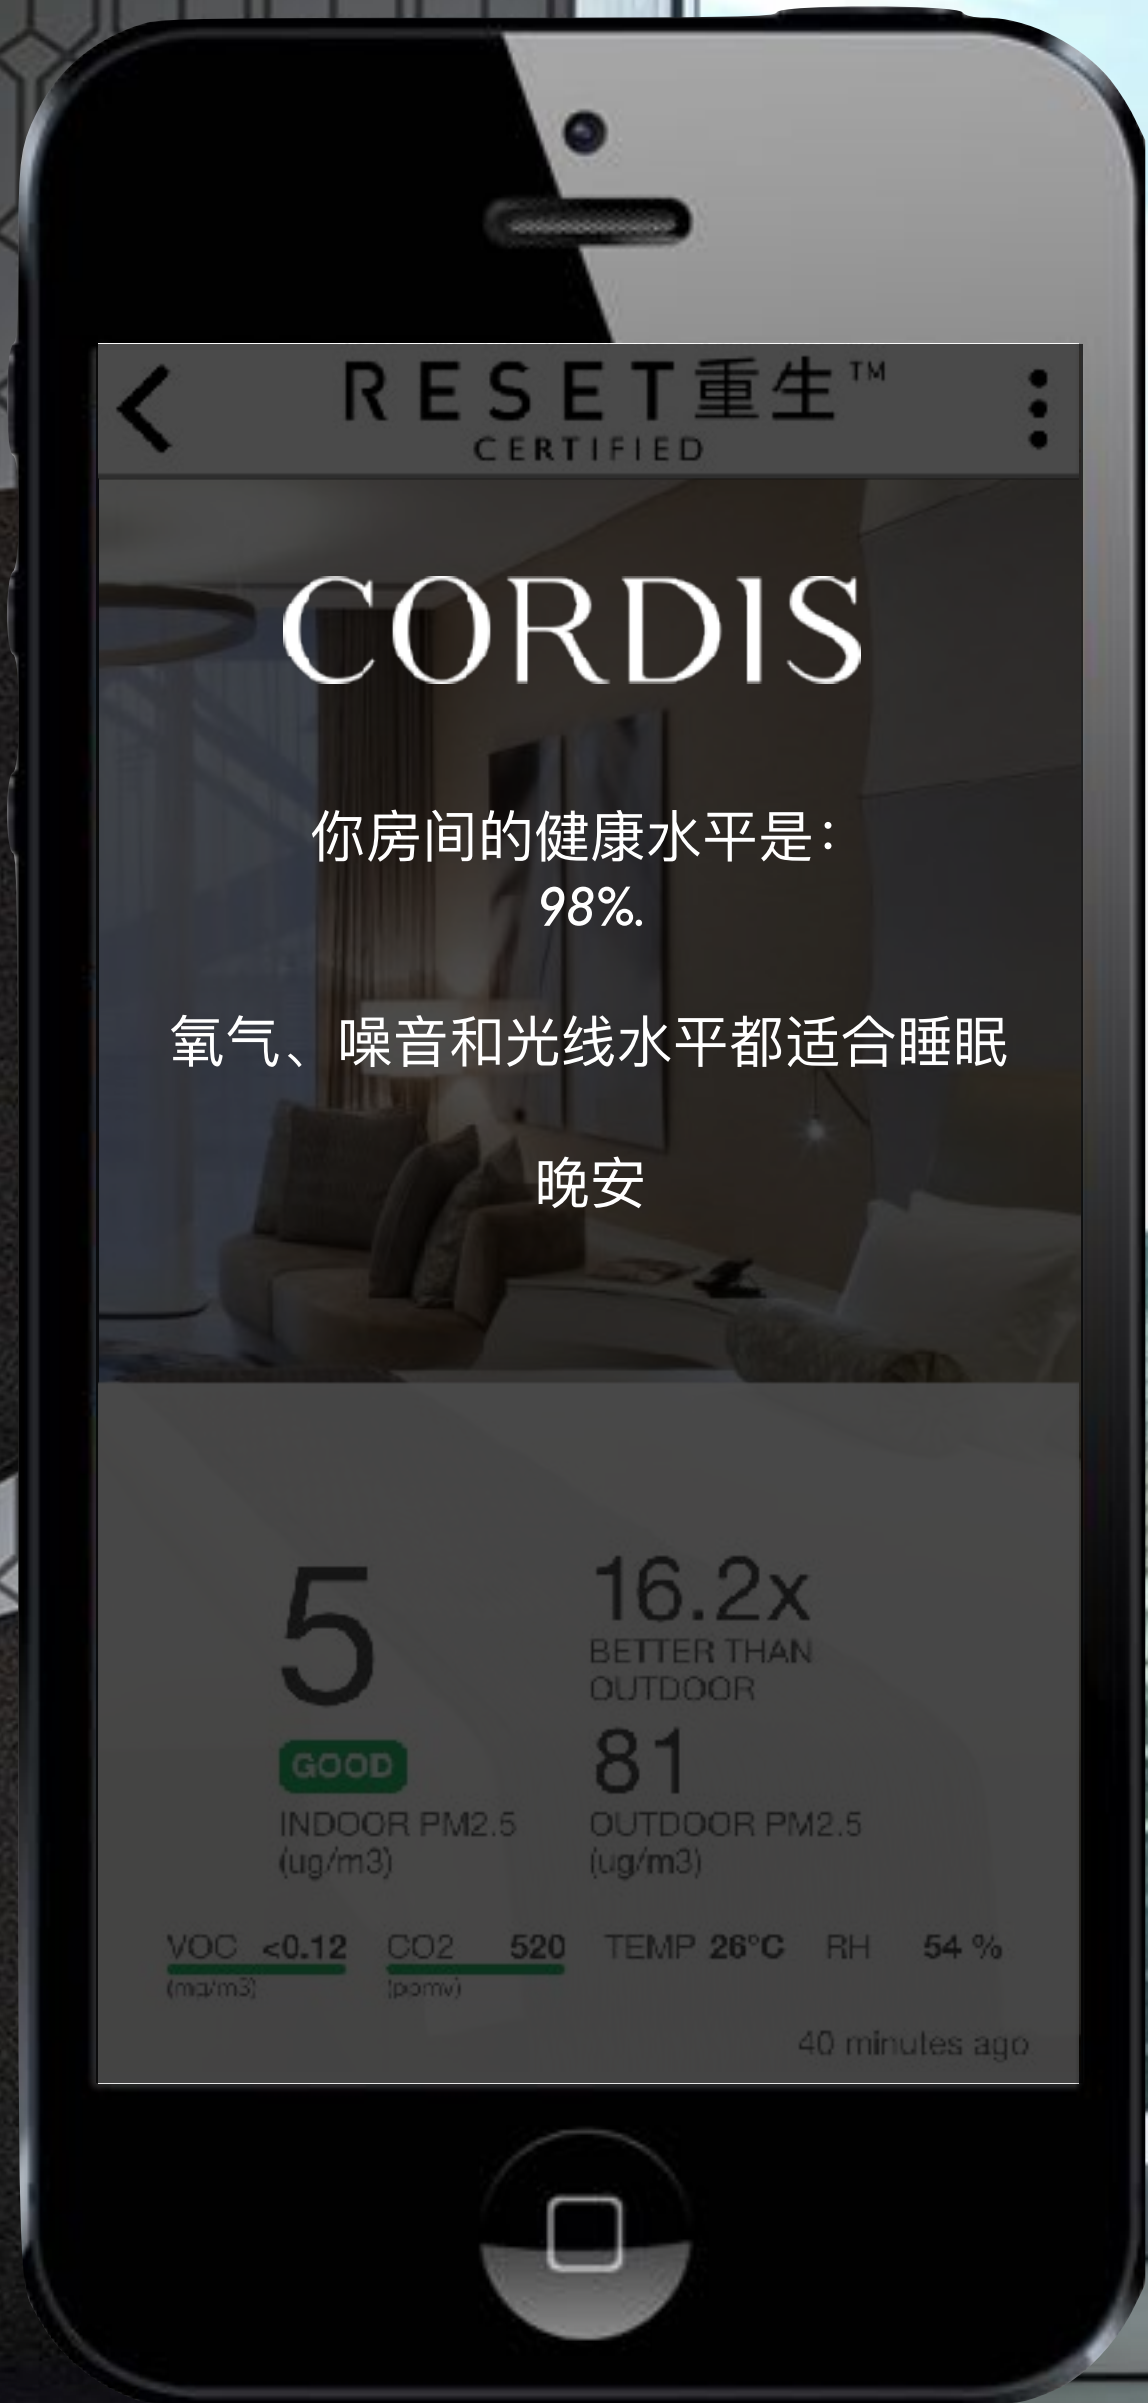 RESET重生™
CERTIFIED
CORDIS
你房间的健康水平是：
98%.
氧气、噪音和光线水平都适合睡眠
晚安
5
GOOD
INDOOR PM2.5
(ug/m3)
16.2x
BETTER THAN
OUTDOOR
81
OUTDOOR PM2.5
(ug/m3)
VOC <0.12 CO2 520 TEMP 26°C RH 54 %
(mg/m3) (ppmv)
40 minutes ago